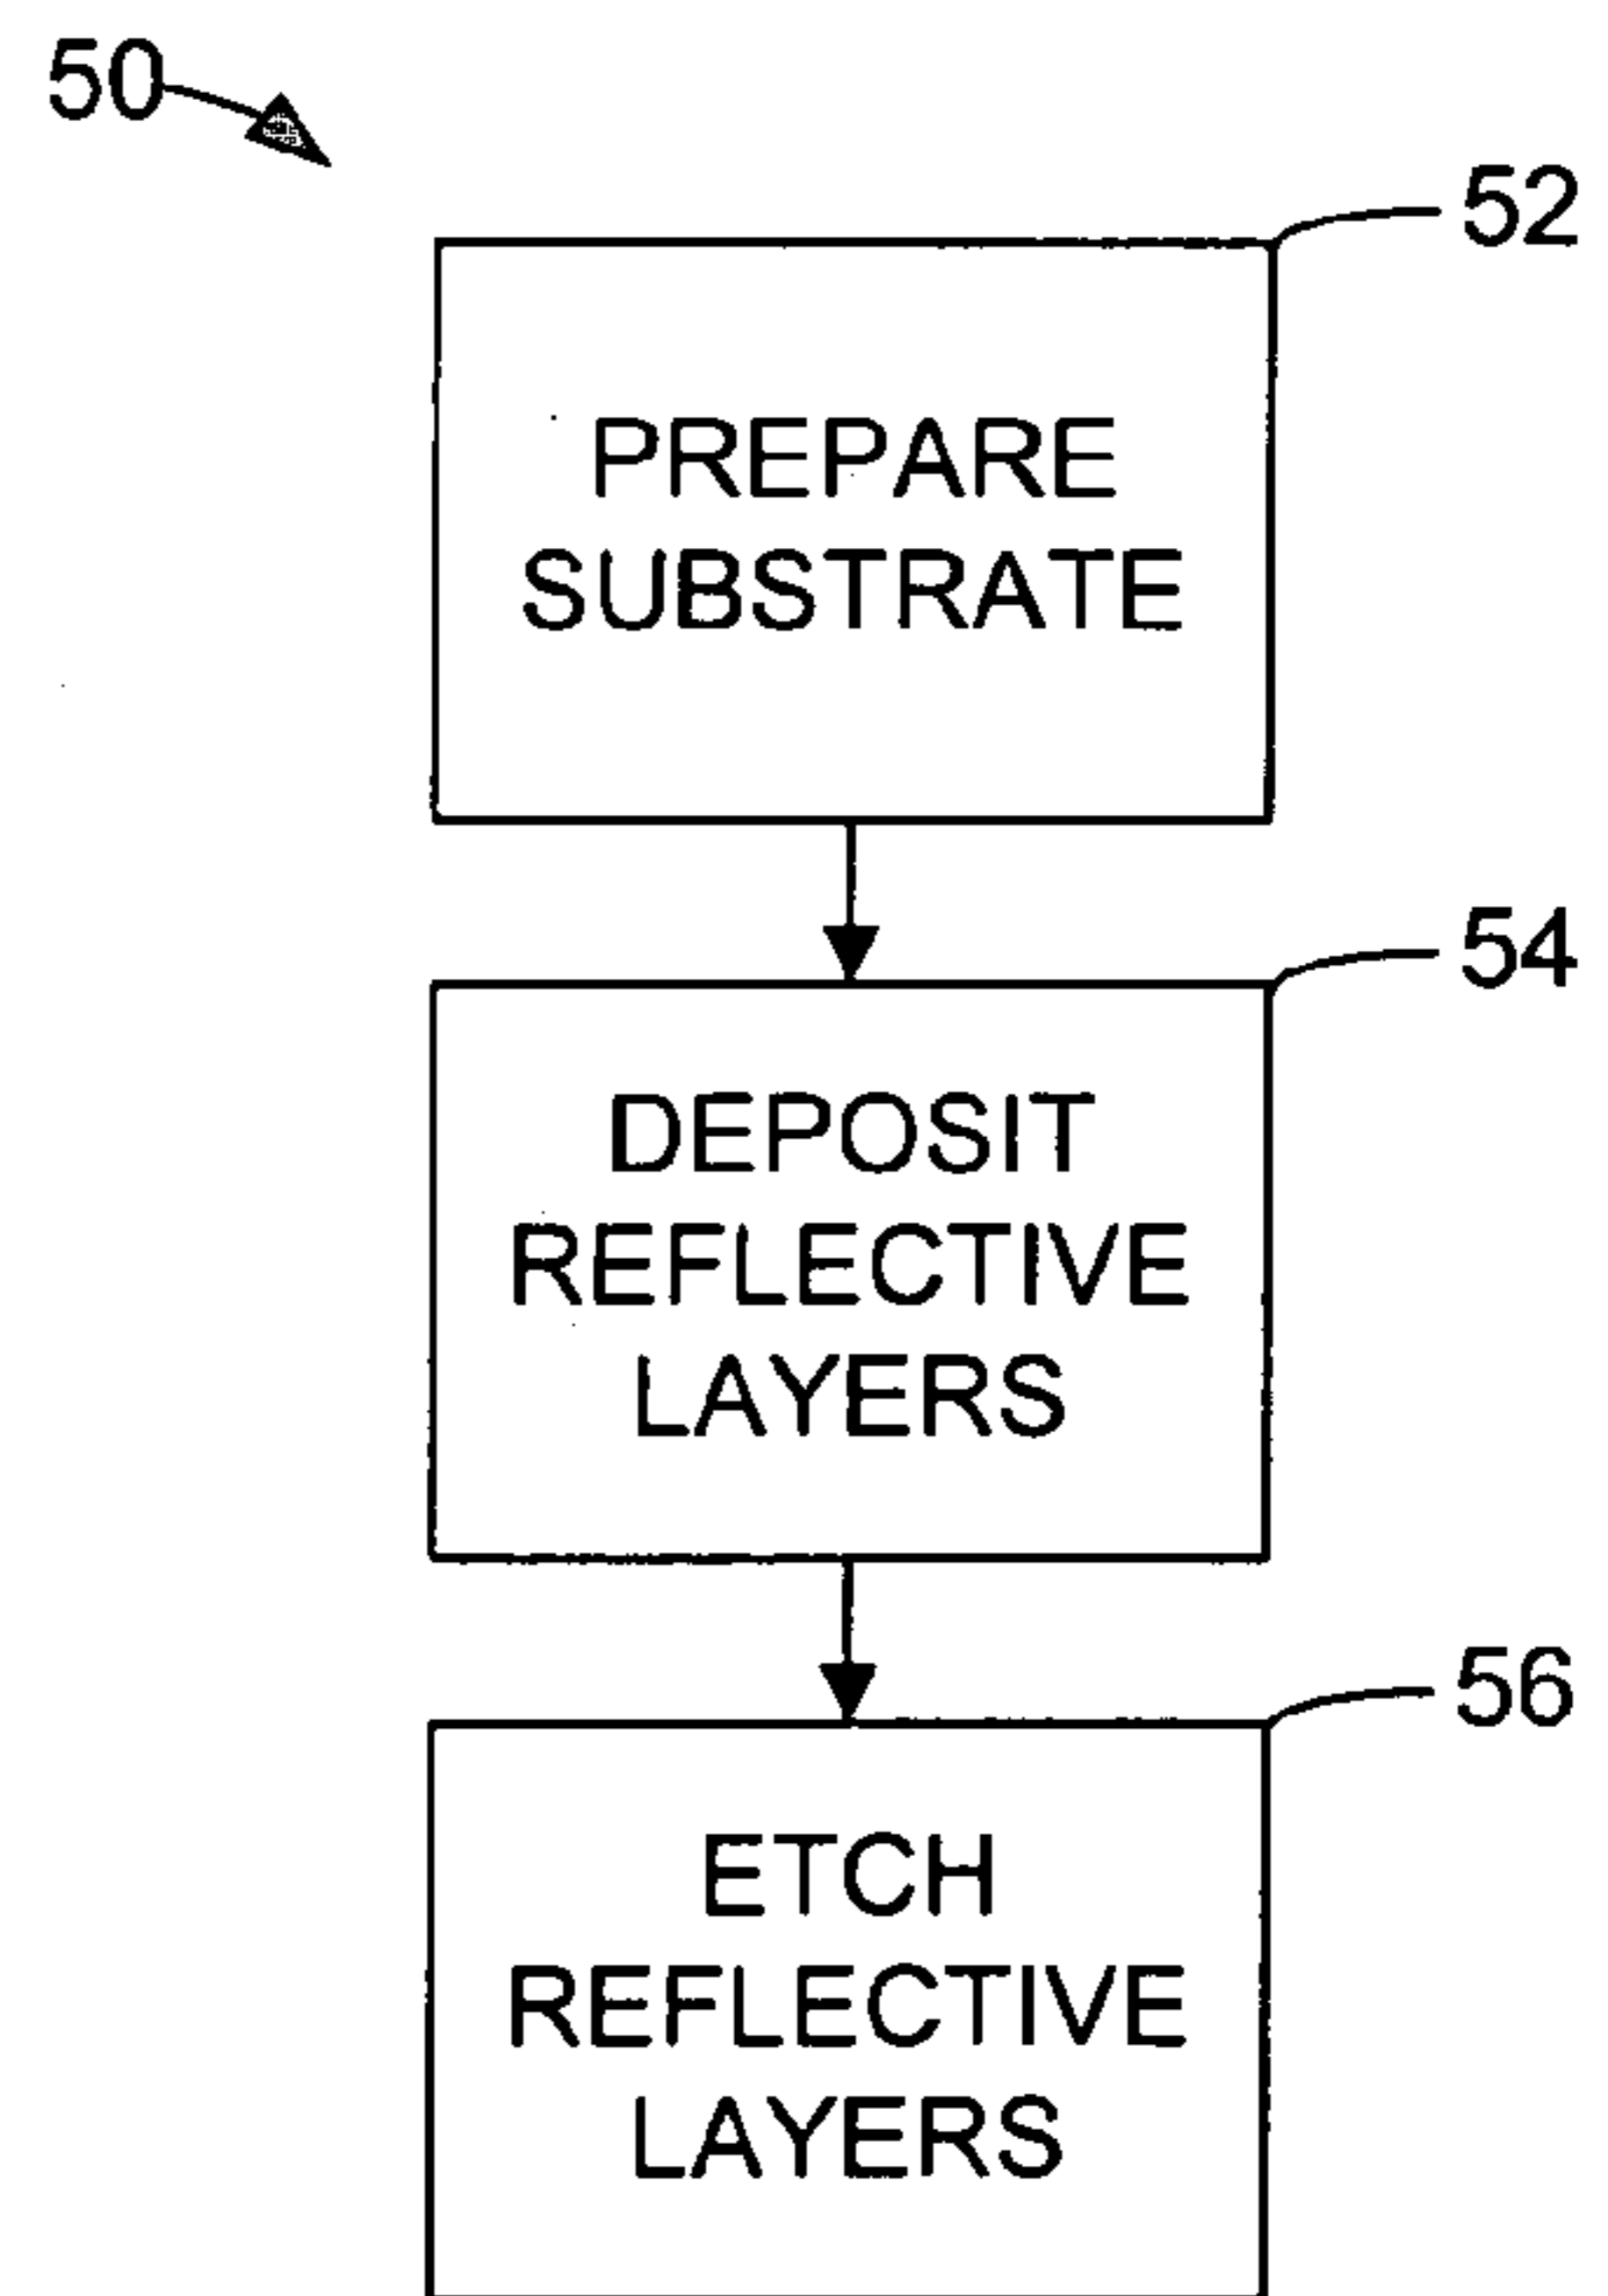 50
52
PREPARE
SUBSTRATE
54
DEPOSIT
REFLECTIVE
LAYERS
56
ETCH
REFLECTIVE
LAYERS